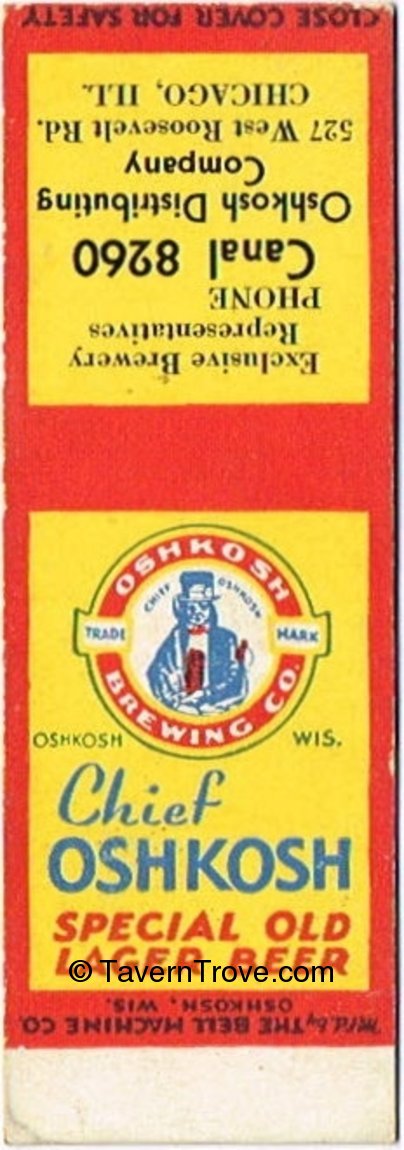 CLOSE COVER FOR SAFETY
Exclusive Brewery
Representatives
PHONE
Canal 8260
Oshkosh Distributing
Company
527 West Roosevelt Rd.
CHICAGO, ILL.
OSHKOSH
CHIEF OSHKOSH
TRADE MARK
BREWING CO.
OSHKOSH WIS.
Chief
OSHKOSH
SPECIAL OLD
LAGER BEER
© TavernTrove.com
M'f'd. by THE BELL MACHINE CO.
OSHKOSH, WIS.